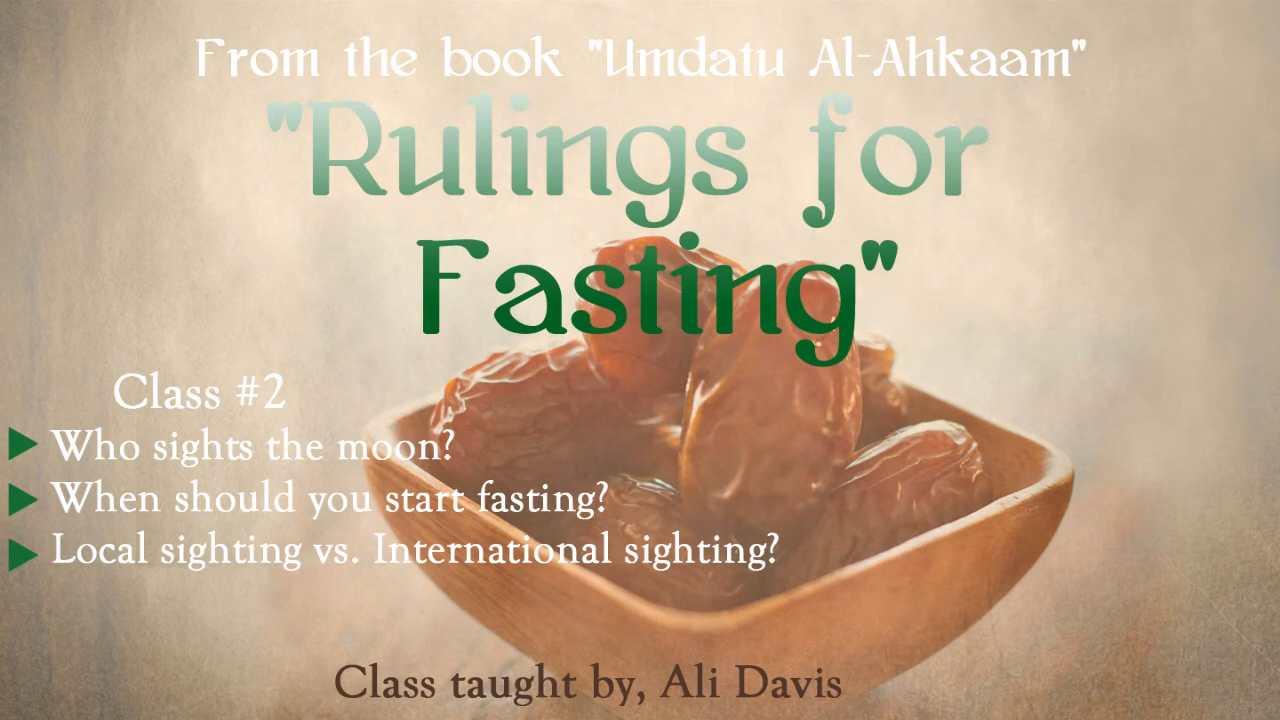 From the book "Umdatu Al-Ahkaam"
"Rulings for
Fasting"
Class #2
Who sights the moon?
When should you start fasting?
Local sighting vs. International sighting?
Class taught by, Ali Davis